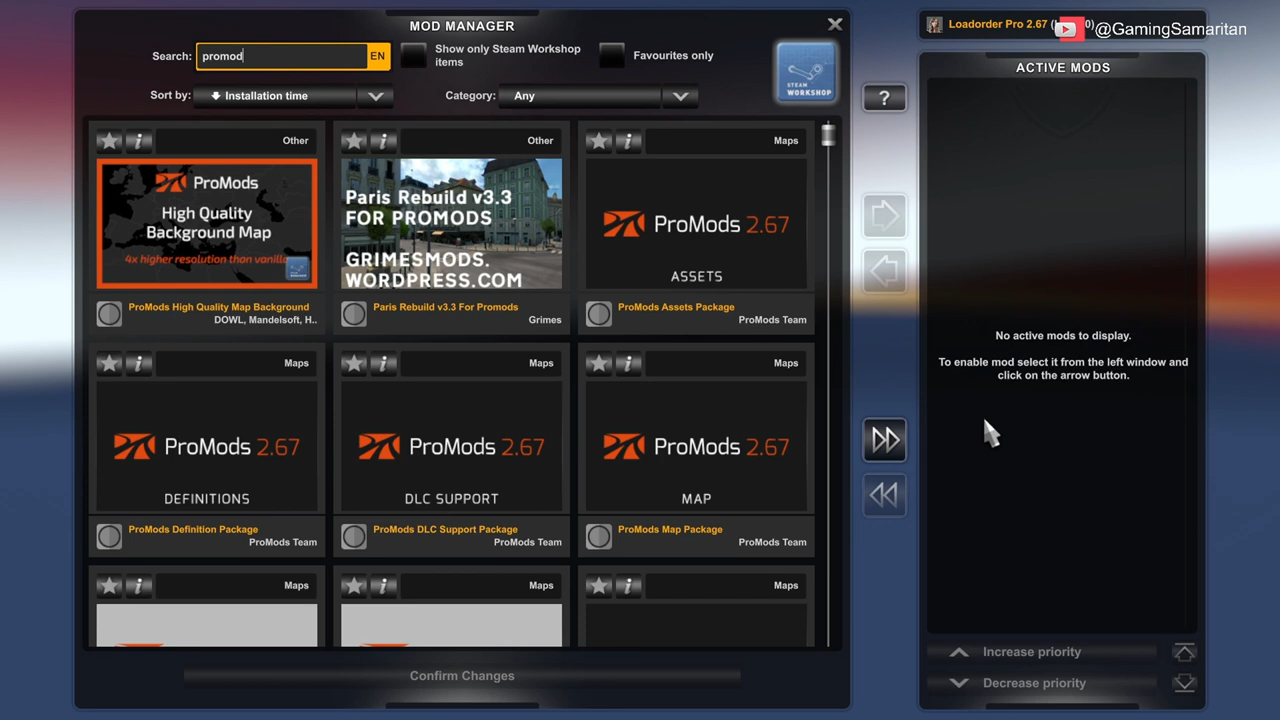 MOD MANAGER
Search: promod EN
Show only Steam Workshop
items
Favourites only
STEAM
WORKSHOP
Sort by: Installation time
Category: Any
Other
ProMods
High Quality
Background Map
4x higher resolution than vanilla
ProMods High Quality Map Background
DOWL, Mandelsoft, H..
Other
Paris Rebuild v3.3
FOR PROMODS
GRIMESMODS.
WORDPRESS.COM
Paris Rebuild v3.3 For Promods
Grimes
Maps
ProMods 2.67
ASSETS
ProMods Assets Package
ProMods Team
Maps
ProMods 2.67
DEFINITIONS
ProMods Definition Package
ProMods Team
Maps
ProMods 2.67
DLC SUPPORT
ProMods DLC Support Package
ProMods Team
Maps
ProMods 2.67
MAP
ProMods Map Package
ProMods Team
Maps
Maps
Maps
Confirm Changes
?
Loadorder Pro 2.67
@GamingSamaritan
ACTIVE MODS
No active mods to display.
To enable mod select it from the left window and
click on the arrow button.
Increase priority
Decrease priority